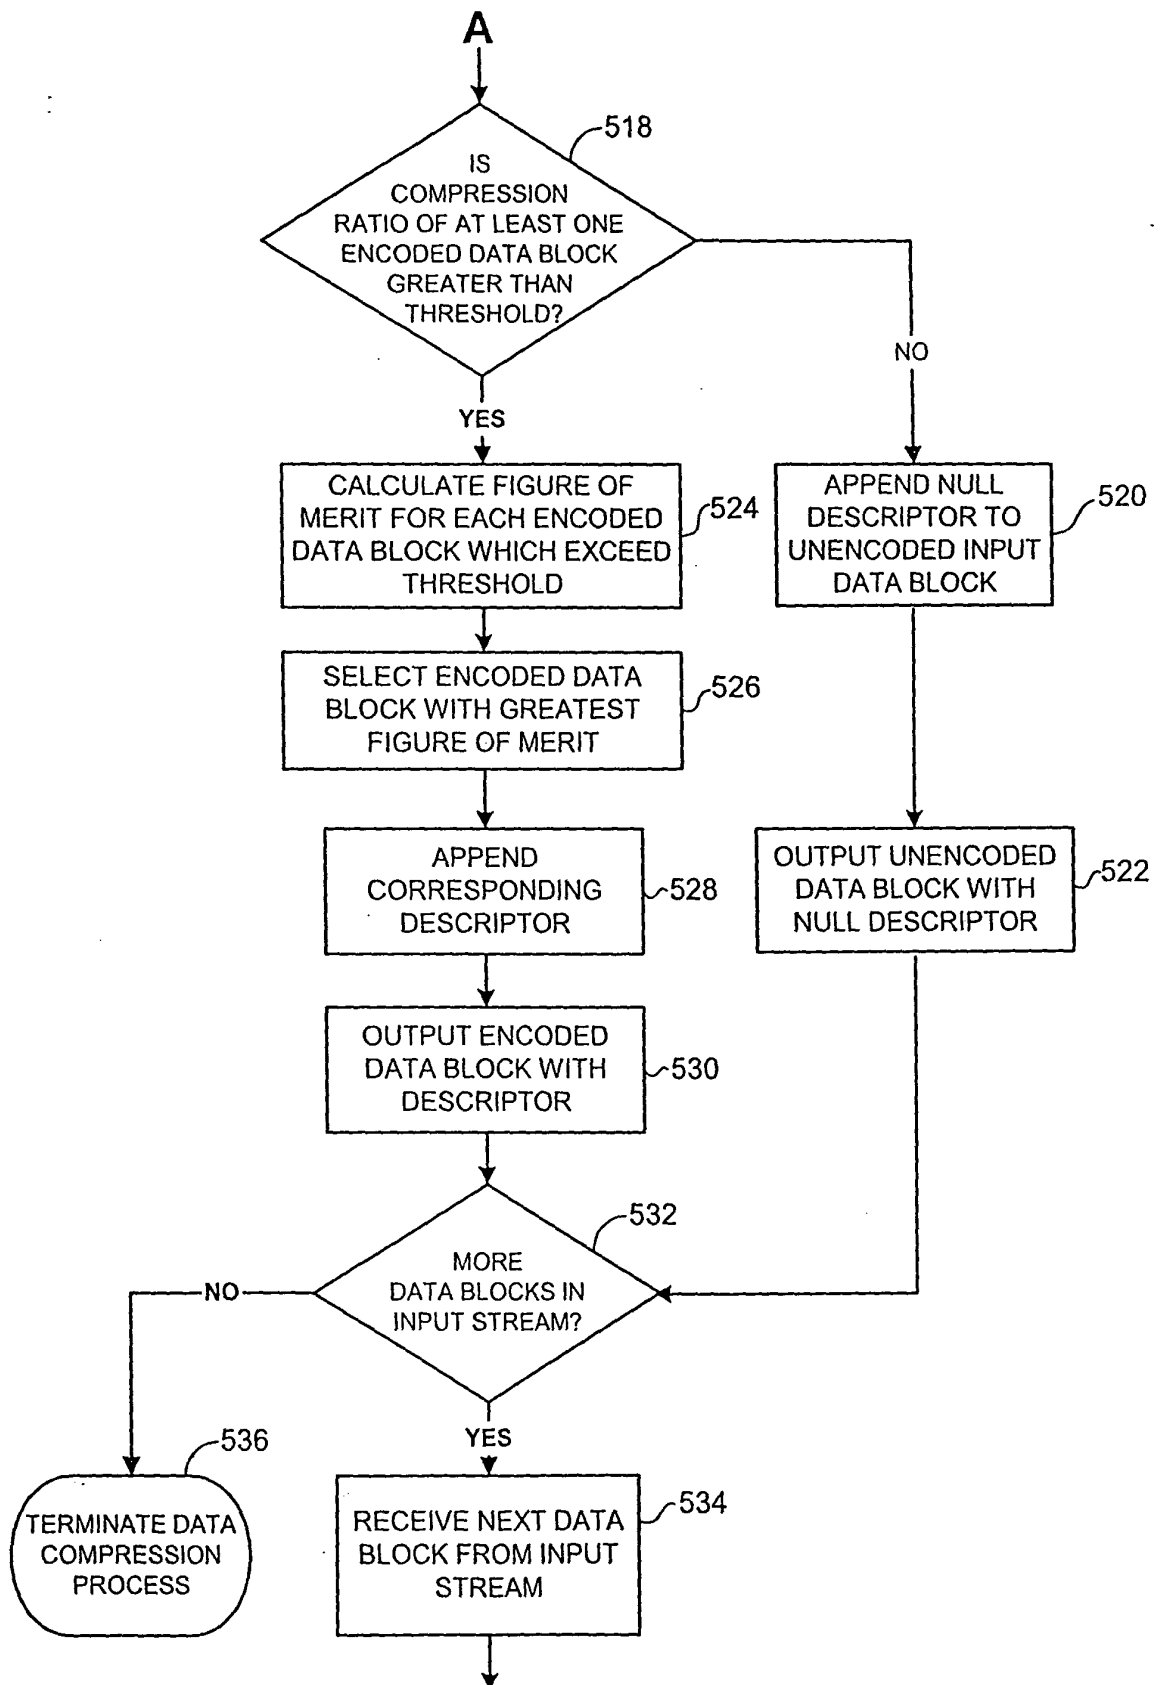 A
518
IS
COMPRESSION
RATIO OF AT LEAST ONE
ENCODED DATA BLOCK
GREATER THAN
THRESHOLD?
NO
YES
CALCULATE FIGURE OF
MERIT FOR EACH ENCODED
DATA BLOCK WHICH EXCEED
THRESHOLD
524
APPEND NULL
DESCRIPTOR TO
UNENCODED INPUT
DATA BLOCK
520
SELECT ENCODED DATA
BLOCK WITH GREATEST
FIGURE OF MERIT
526
APPEND
CORRESPONDING
DESCRIPTOR
528
OUTPUT UNENCODED
DATA BLOCK WITH
NULL DESCRIPTOR
522
OUTPUT ENCODED
DATA BLOCK WITH
DESCRIPTOR
530
532
MORE
DATA BLOCKS IN
INPUT STREAM?
NO
YES
536
TERMINATE DATA
COMPRESSION
PROCESS
534
RECEIVE NEXT DATA
BLOCK FROM INPUT
STREAM